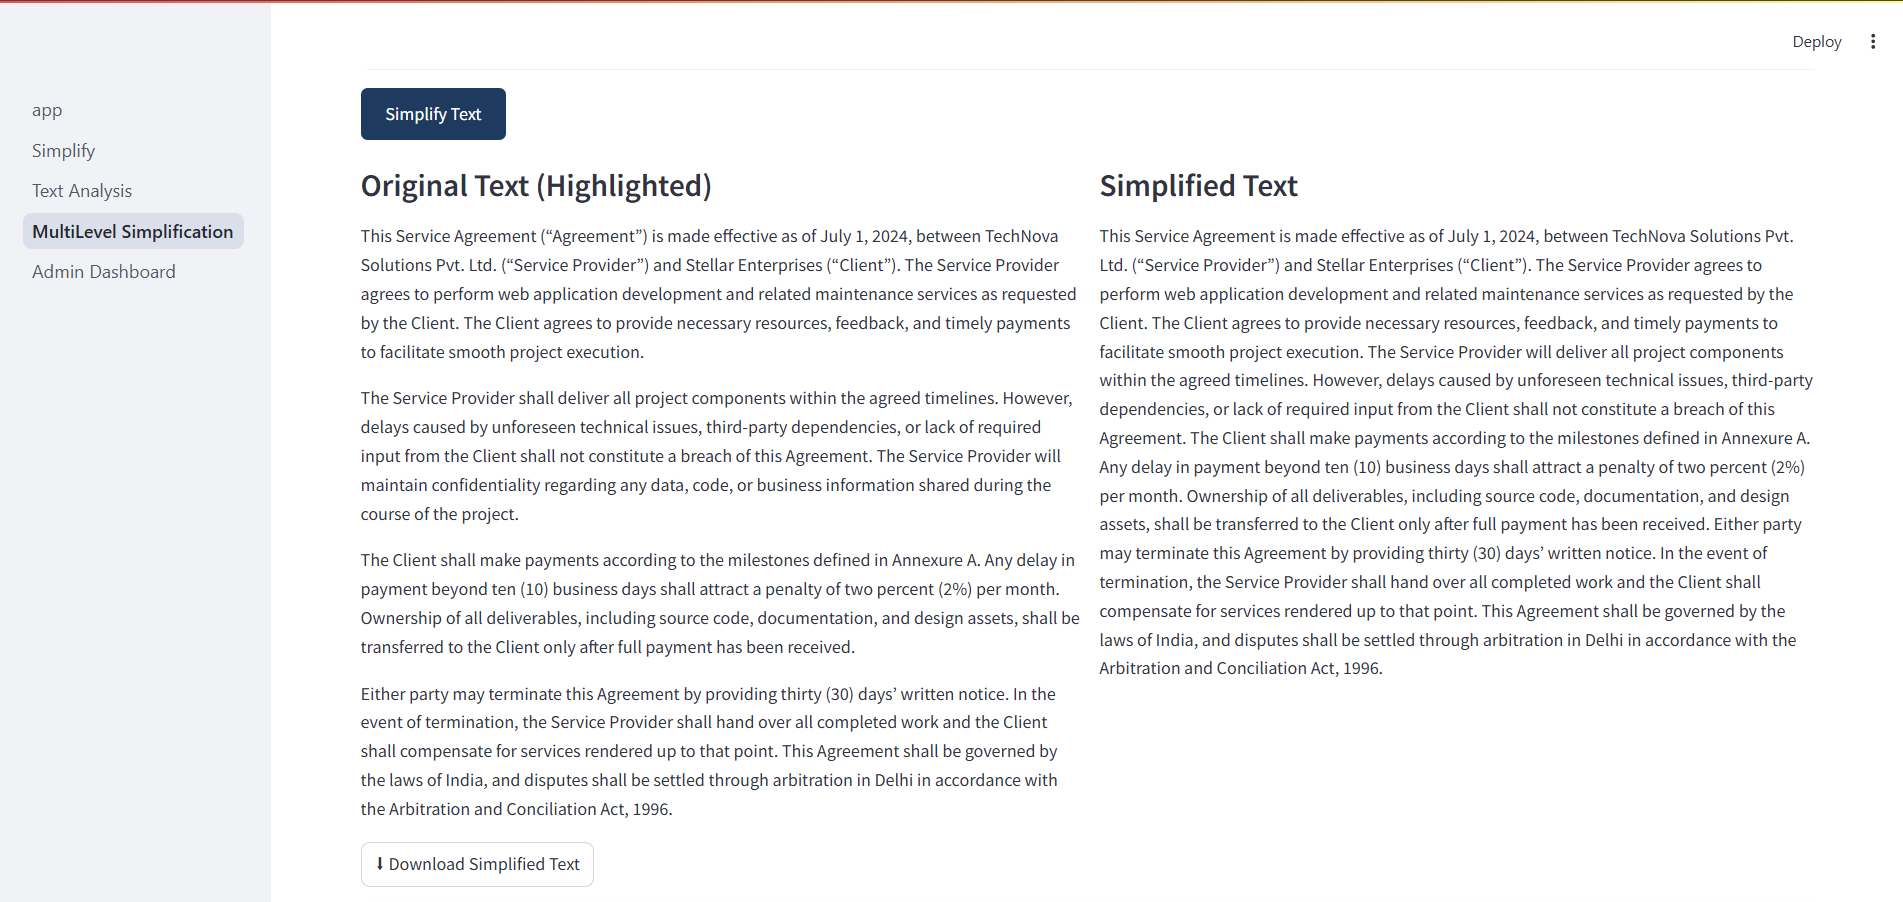 Deploy
app
Simplify
Text Analysis
MultiLevel Simplification
Admin Dashboard
Simplify Text
Original Text (Highlighted)
This Service Agreement (“Agreement”) is made effective as of July 1, 2024, between TechNova
Solutions Pvt. Ltd. (“Service Provider”) and Stellar Enterprises (“Client”). The Service Provider
agrees to perform web application development and related maintenance services as requested
by the Client. The Client agrees to provide necessary resources, feedback, and timely payments
to facilitate smooth project execution.
The Service Provider shall deliver all project components within the agreed timelines. However,
delays caused by unforeseen technical issues, third-party dependencies, or lack of required
input from the Client shall not constitute a breach of this Agreement. The Service Provider will
maintain confidentiality regarding any data, code, or business information shared during the
course of the project.
The Client shall make payments according to the milestones defined in Annexure A. Any delay in
payment beyond ten (10) business days shall attract a penalty of two percent (2%) per month.
Ownership of all deliverables, including source code, documentation, and design assets, shall be
transferred to the Client only after full payment has been received.
Either party may terminate this Agreement by providing thirty (30) days’ written notice. In the
event of termination, the Service Provider shall hand over all completed work and the Client
shall compensate for services rendered up to that point. This Agreement shall be governed by
the laws of India, and disputes shall be settled through arbitration in Delhi in accordance with
the Arbitration and Conciliation Act, 1996.
Simplified Text
This Service Agreement is made effective as of July 1, 2024, between TechNova Solutions Pvt.
Ltd. (“Service Provider”) and Stellar Enterprises (“Client”). The Service Provider agrees to
perform web application development and related maintenance services as requested by the
Client. The Client agrees to provide necessary resources, feedback, and timely payments to
facilitate smooth project execution. The Service Provider will deliver all project components
within the agreed timelines. However, delays caused by unforeseen technical issues, third-party
dependencies, or lack of required input from the Client shall not constitute a breach of this
Agreement. The Client shall make payments according to the milestones defined in Annexure A.
Any delay in payment beyond ten (10) business days shall attract a penalty of two percent (2%)
per month. Ownership of all deliverables, including source code, documentation, and design
assets, shall be transferred to the Client only after full payment has been received. Either party
may terminate this Agreement by providing thirty (30) days’ written notice. In the event of
termination, the Service Provider shall hand over all completed work and the Client shall
compensate for services rendered up to that point. This Agreement shall be governed by the
laws of India, and disputes shall be settled through arbitration in Delhi in accordance with the
Arbitration and Conciliation Act, 1996.
Download Simplified Text